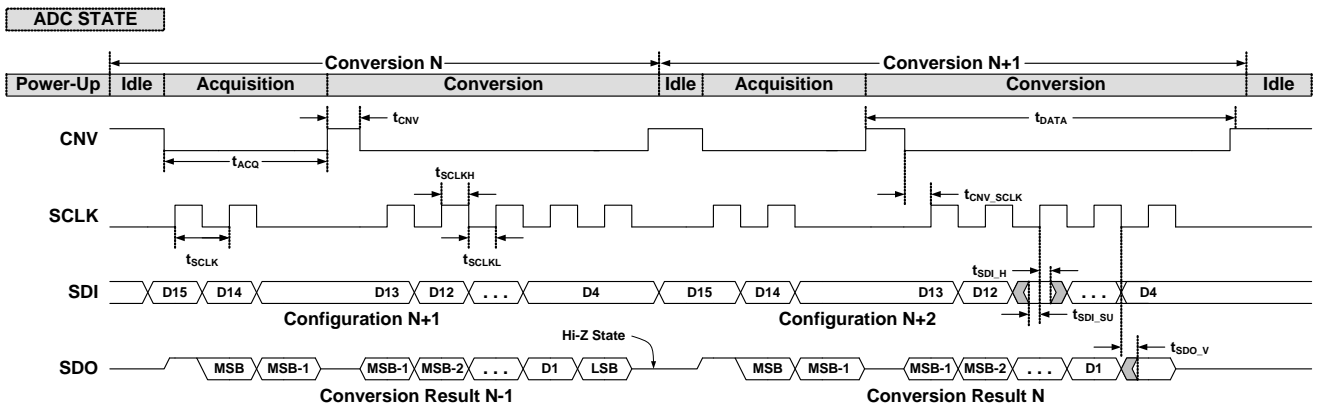 ADC STATE
Conversion N Conversion N+1
Power-Up Idle Acquisition Conversion Idle Acquisition Conversion Idle
tCNV tDATA
CNV
tACQ
tSCLKH tCNV_SCLK
SCLK
tSCLK tSCLKL tSDI_H
SDI D15 D14 D13 D12 . . . D4 D15 D14 D13 D12 . . . D4
Configuration N+1 Configuration N+2 tSDI_SU
Hi-Z State tSDO_V
SDO MSB MSB-1 MSB-1 MSB-2 . . . D1 LSB MSB MSB-1 MSB-1 MSB-2 . . . D1
Conversion Result N-1 Conversion Result N